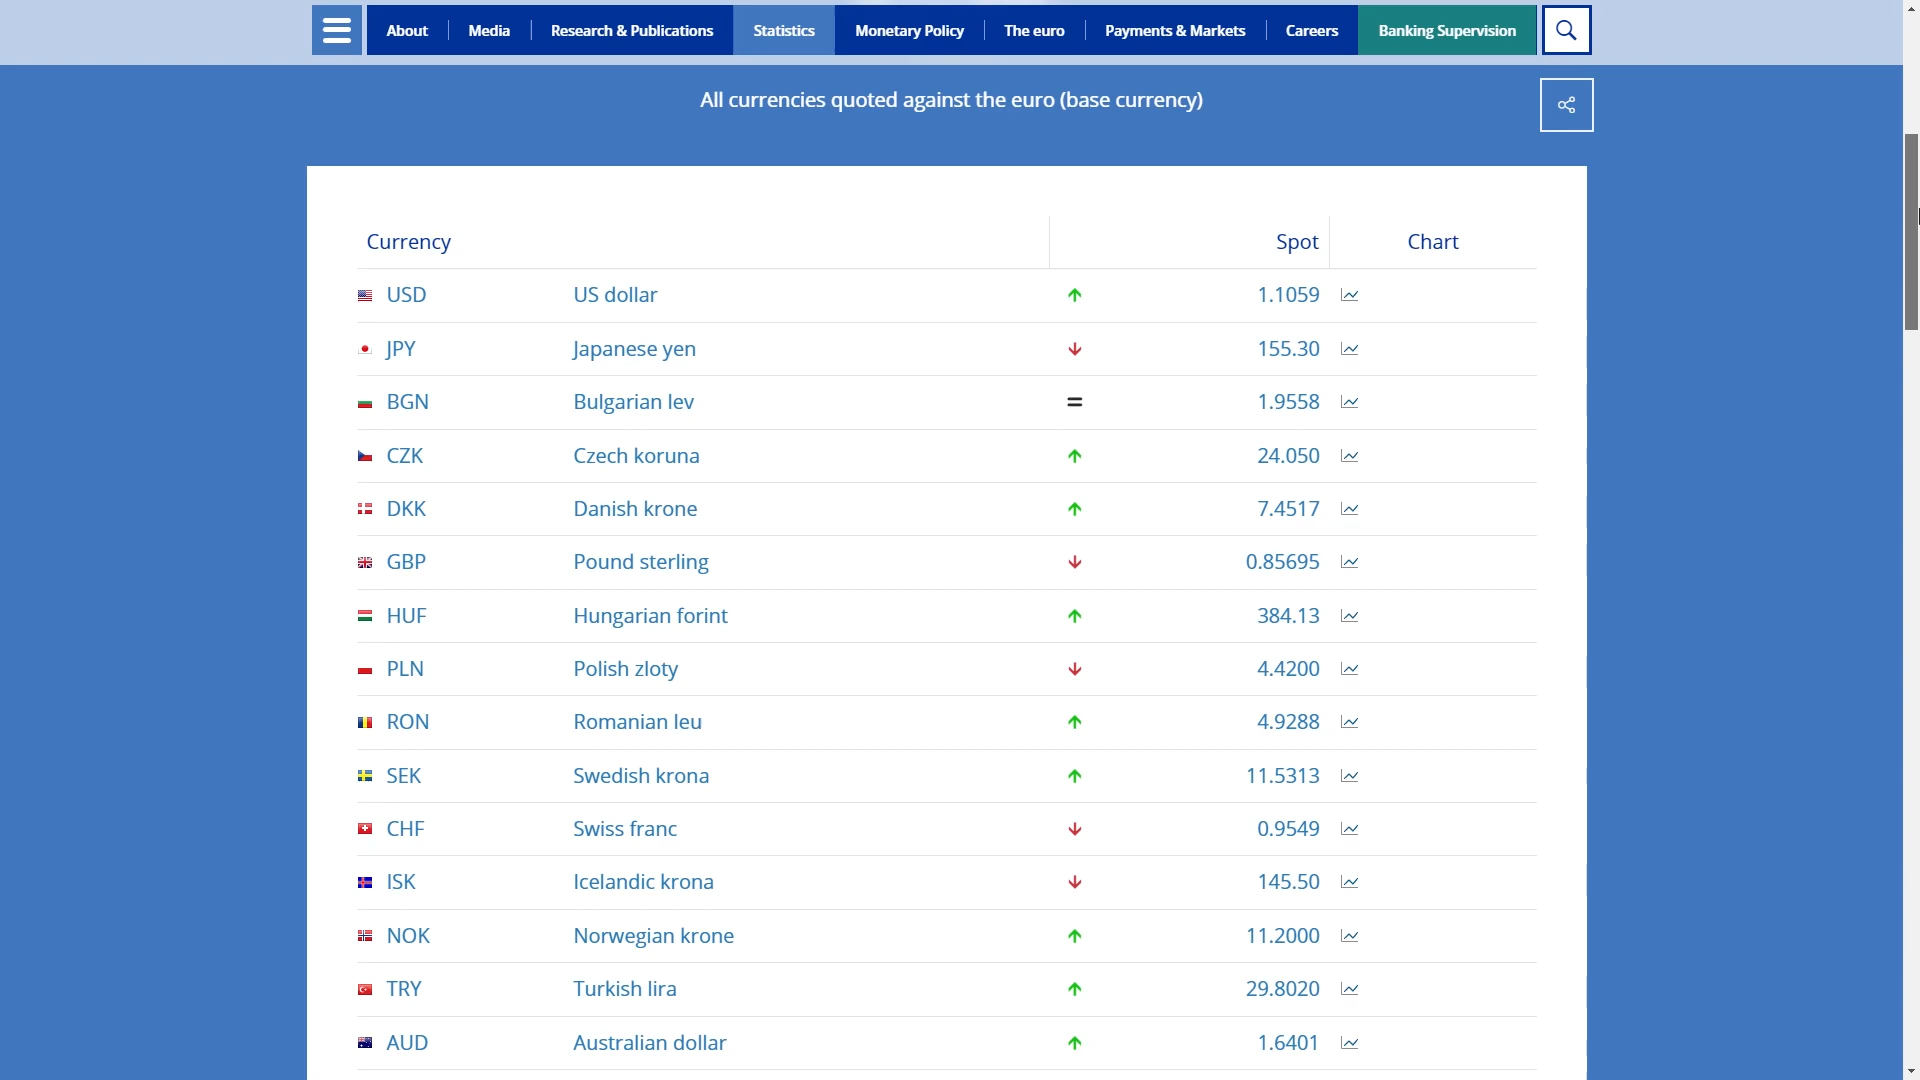 About Media Research & Publications Statistics Monetary Policy The euro Payments & Markets Careers Banking Supervision
All currencies quoted against the euro (base currency)
Currency Spot Chart
USD US dollar 1.1059
JPY Japanese yen 155.30
BGN Bulgarian lev = 1.9558
CZK Czech koruna 24.050
DKK Danish krone 7.4517
GBP Pound sterling 0.85695
HUF Hungarian forint 384.13
PLN Polish zloty 4.4200
RON Romanian leu 4.9288
SEK Swedish krona 11.5313
CHF Swiss franc 0.9549
ISK Icelandic krona 145.50
NOK Norwegian krone 11.2000
TRY Turkish lira 29.8020
AUD Australian dollar 1.6401